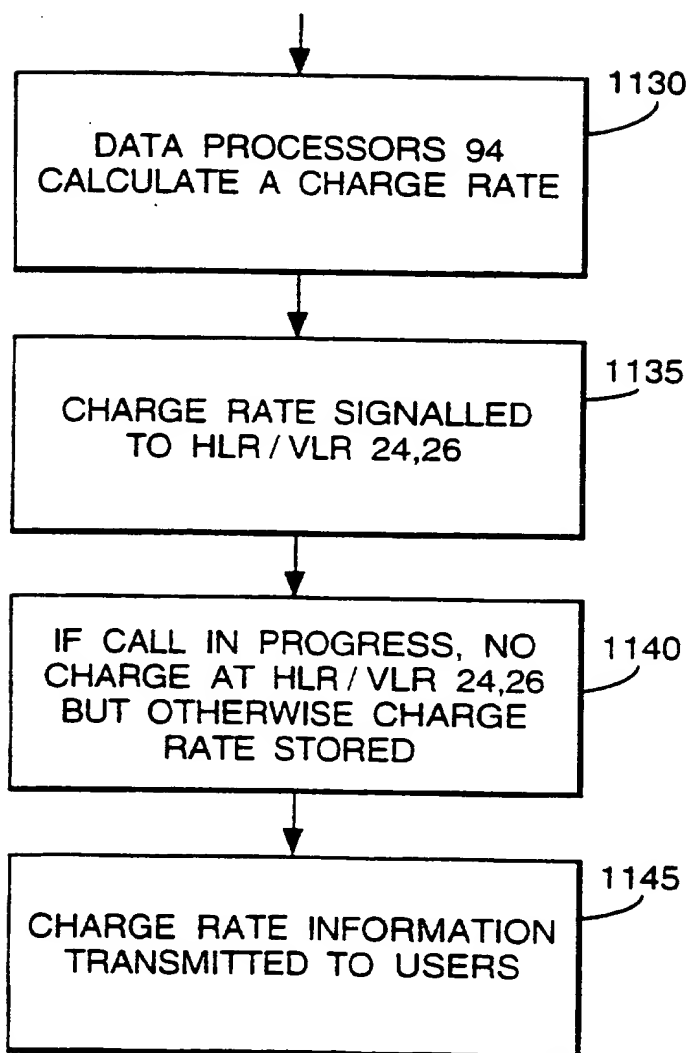 1130
DATA PROCESSORS 94
CALCULATE A CHARGE RATE
1135
CHARGE RATE SIGNALLED
TO HLR/VLR 24,26
1140
IF CALL IN PROGRESS, NO
CHARGE AT HLR/VLR 24,26
BUT OTHERWISE CHARGE
RATE STORED
1145
CHARGE RATE INFORMATION
TRANSMITTED TO USERS